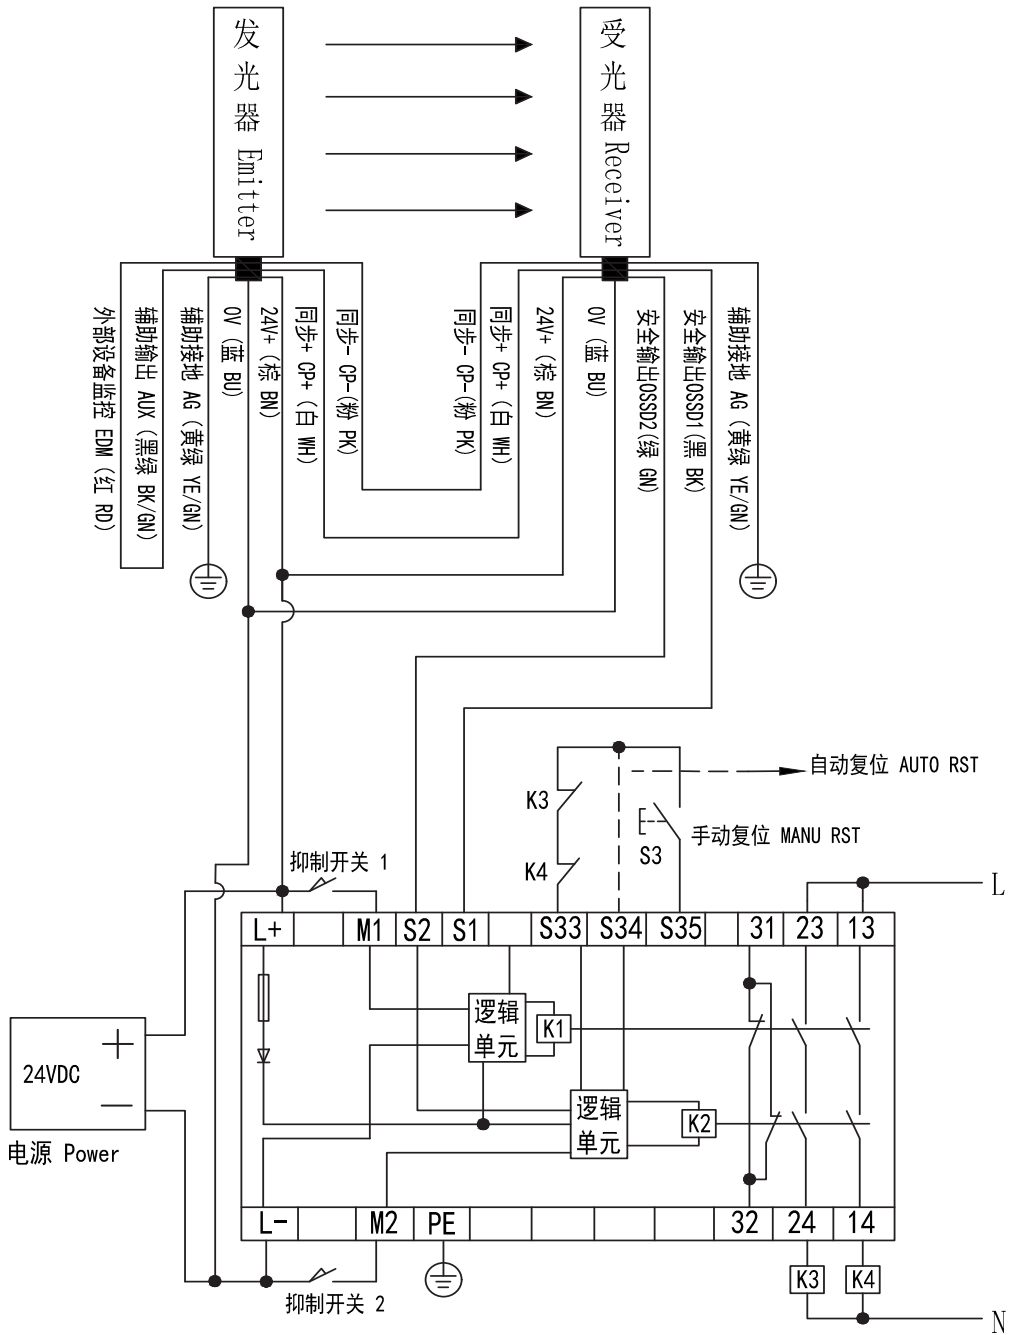 发光器 Emitter
受光器 Receiver
外部设备监控 EDM (红 RD)
辅助输出 AUX (黑绿 BK/GN)
辅助接地 AG (黄绿 YE/GN)
0V (蓝 BU)
24V+ (棕 BN)
同步+ CP+ (白 WH)
同步- CP-(粉 PK)
同步- CP-(粉 PK)
同步+ CP+ (白 WH)
24V+ (棕 BN)
0V (蓝 BU)
安全输出OSSD2(绿 GN)
安全输出OSSD1(黑 BK)
辅助接地 AG (黄绿 YE/GN)
自动复位 AUTO RST
K3
手动复位 MANU RST
S3
K4
抑制开关 1
L
L+ M1 S2 S1 S33 S34 S35 31 23 13
逻辑
单元
K1
24VDC
逻辑
单元
K2
电源 Power
L- M2 PE 32 24 14
K3 K4
抑制开关 2
N